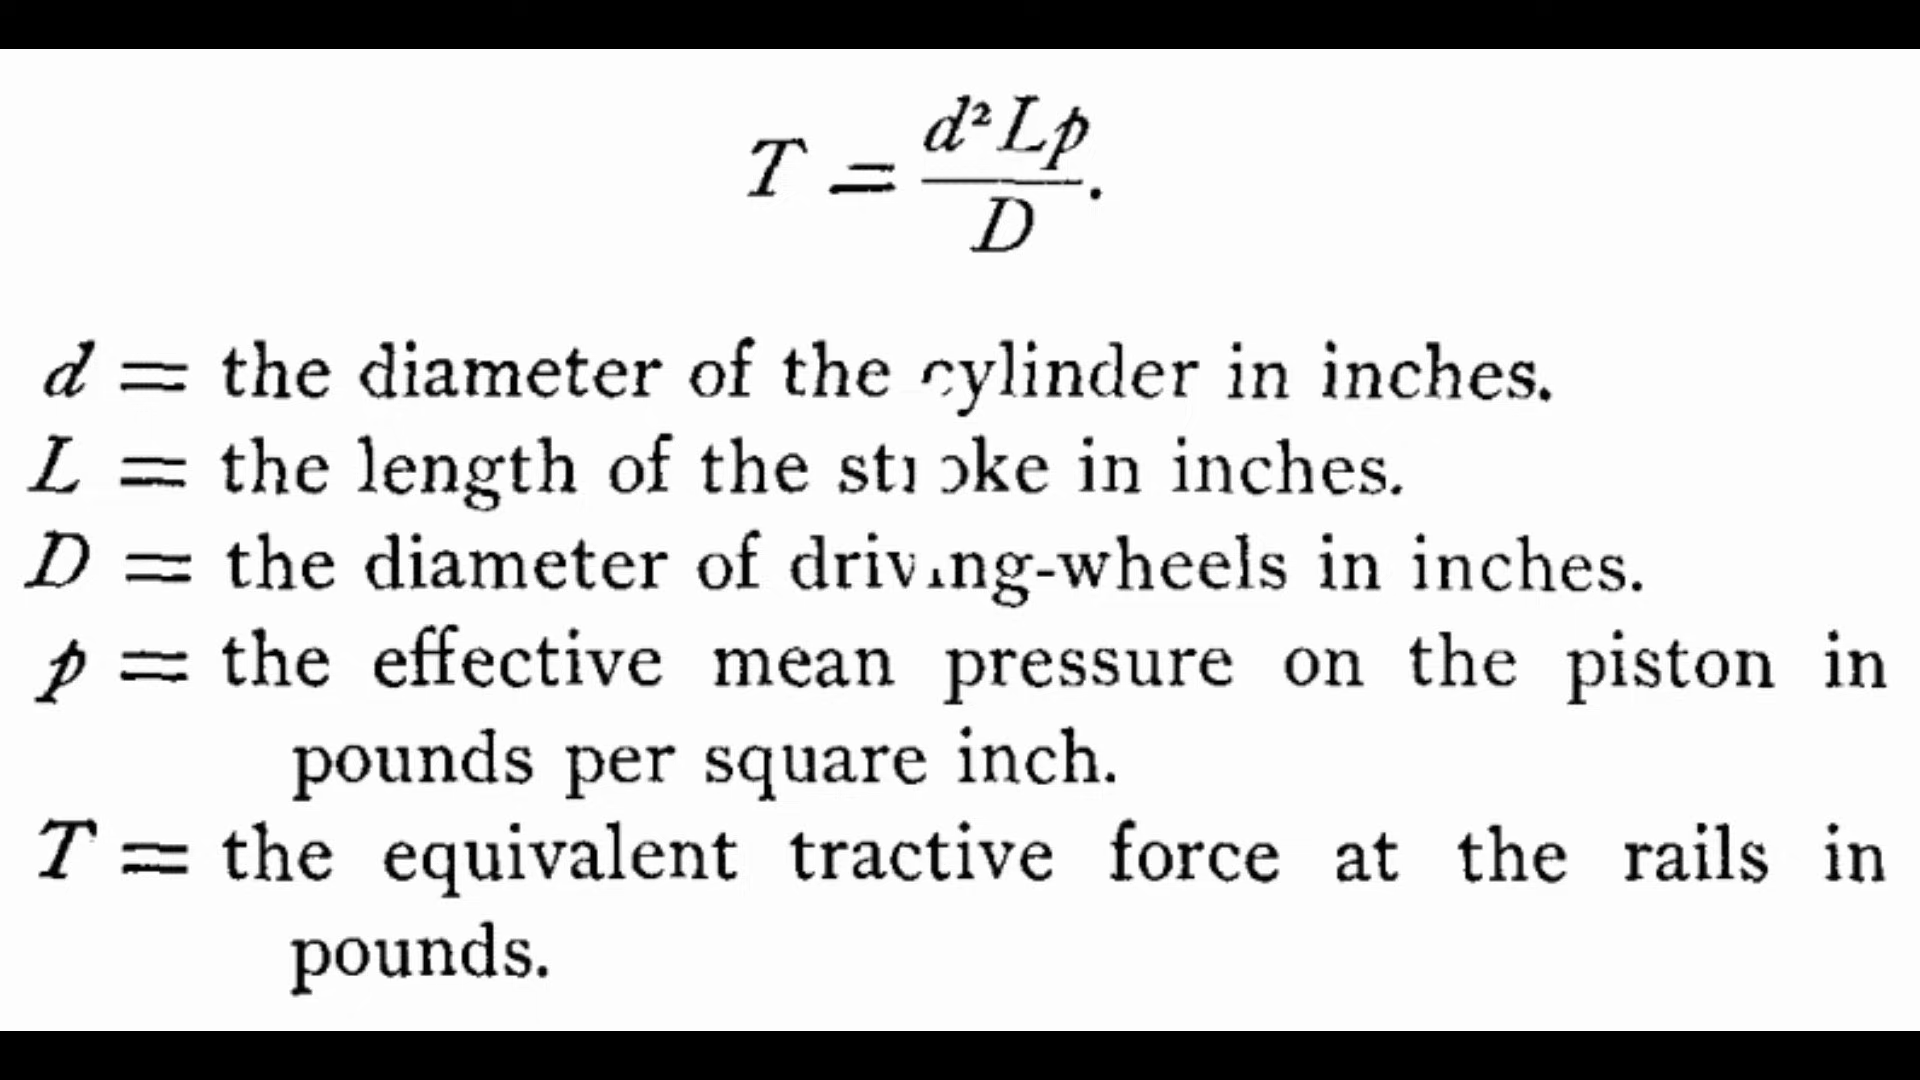 T = d² L p / D.
d = the diameter of the cylinder in inches.
L = the length of the stroke in inches.
D = the diameter of driving-wheels in inches.
p = the effective mean pressure on the piston in
pounds per square inch.
T = the equivalent tractive force at the rails in
pounds.